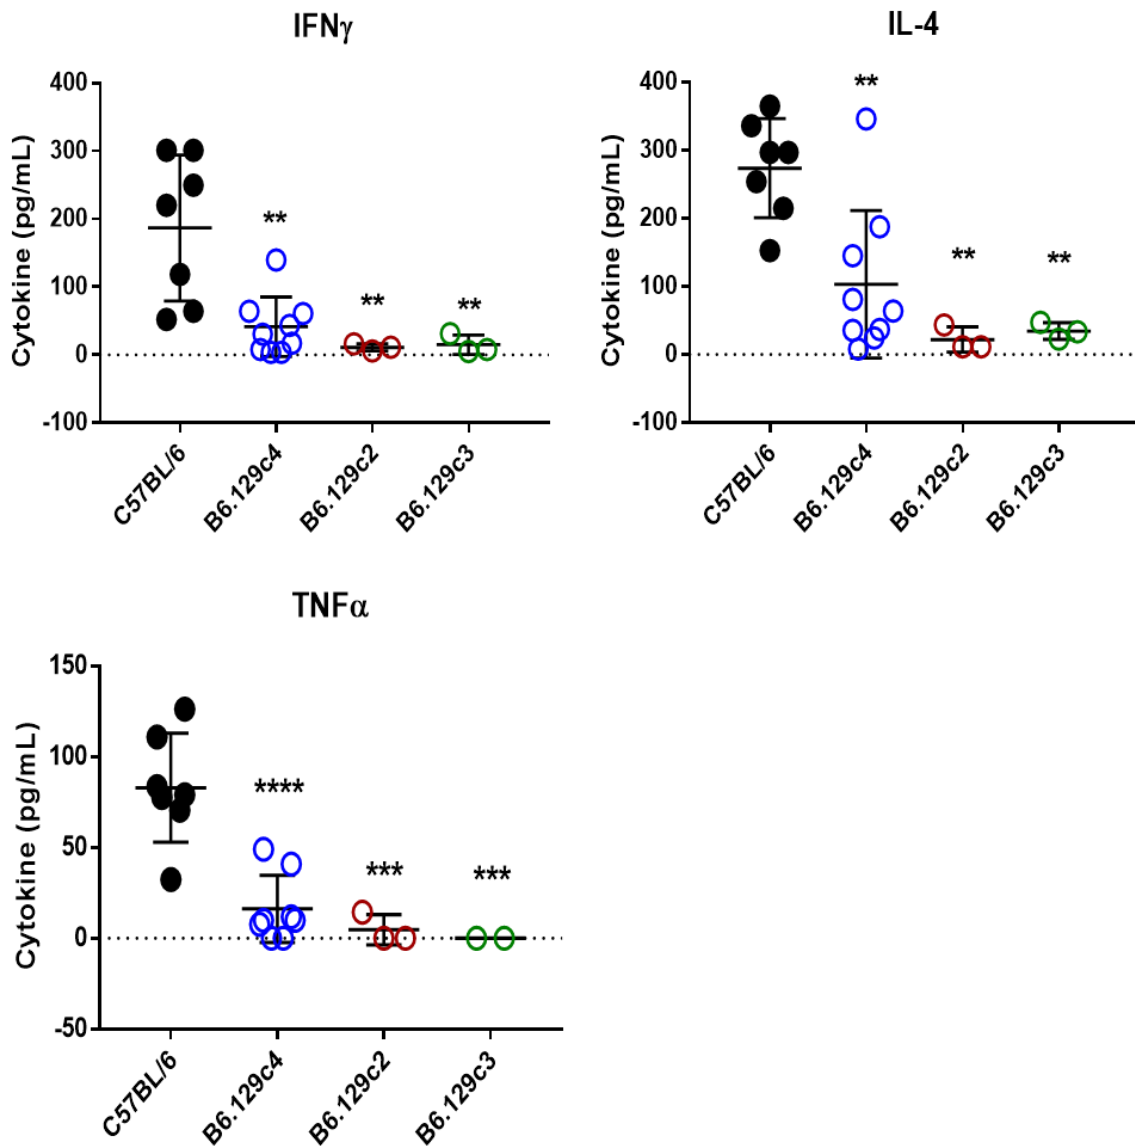 IFNγ
Cytokine (pg/mL)
400
300
200
100
0
-100
**
**
**
C57BL/6
B6.129c4
B6.129c2
B6.129c3
IL-4
Cytokine (pg/mL)
400
300
200
100
0
-100
**
**
**
C57BL/6
B6.129c4
B6.129c2
B6.129c3
TNFα
Cytokine (pg/mL)
150
100
50
0
-50
****
***
***
C57BL/6
B6.129c4
B6.129c2
B6.129c3